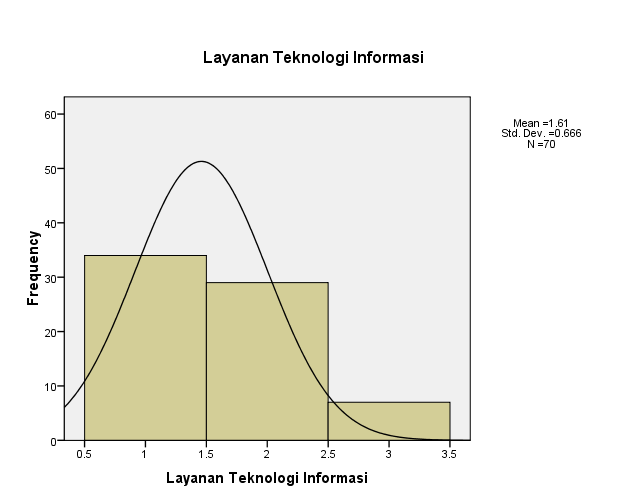 Layanan Teknologi Informasi
Mean =1.61
Std. Dev. =0.666
N =70
Frequency
60
50
40
30
20
10
0
0.5 1 1.5 2 2.5 3 3.5
Layanan Teknologi Informasi